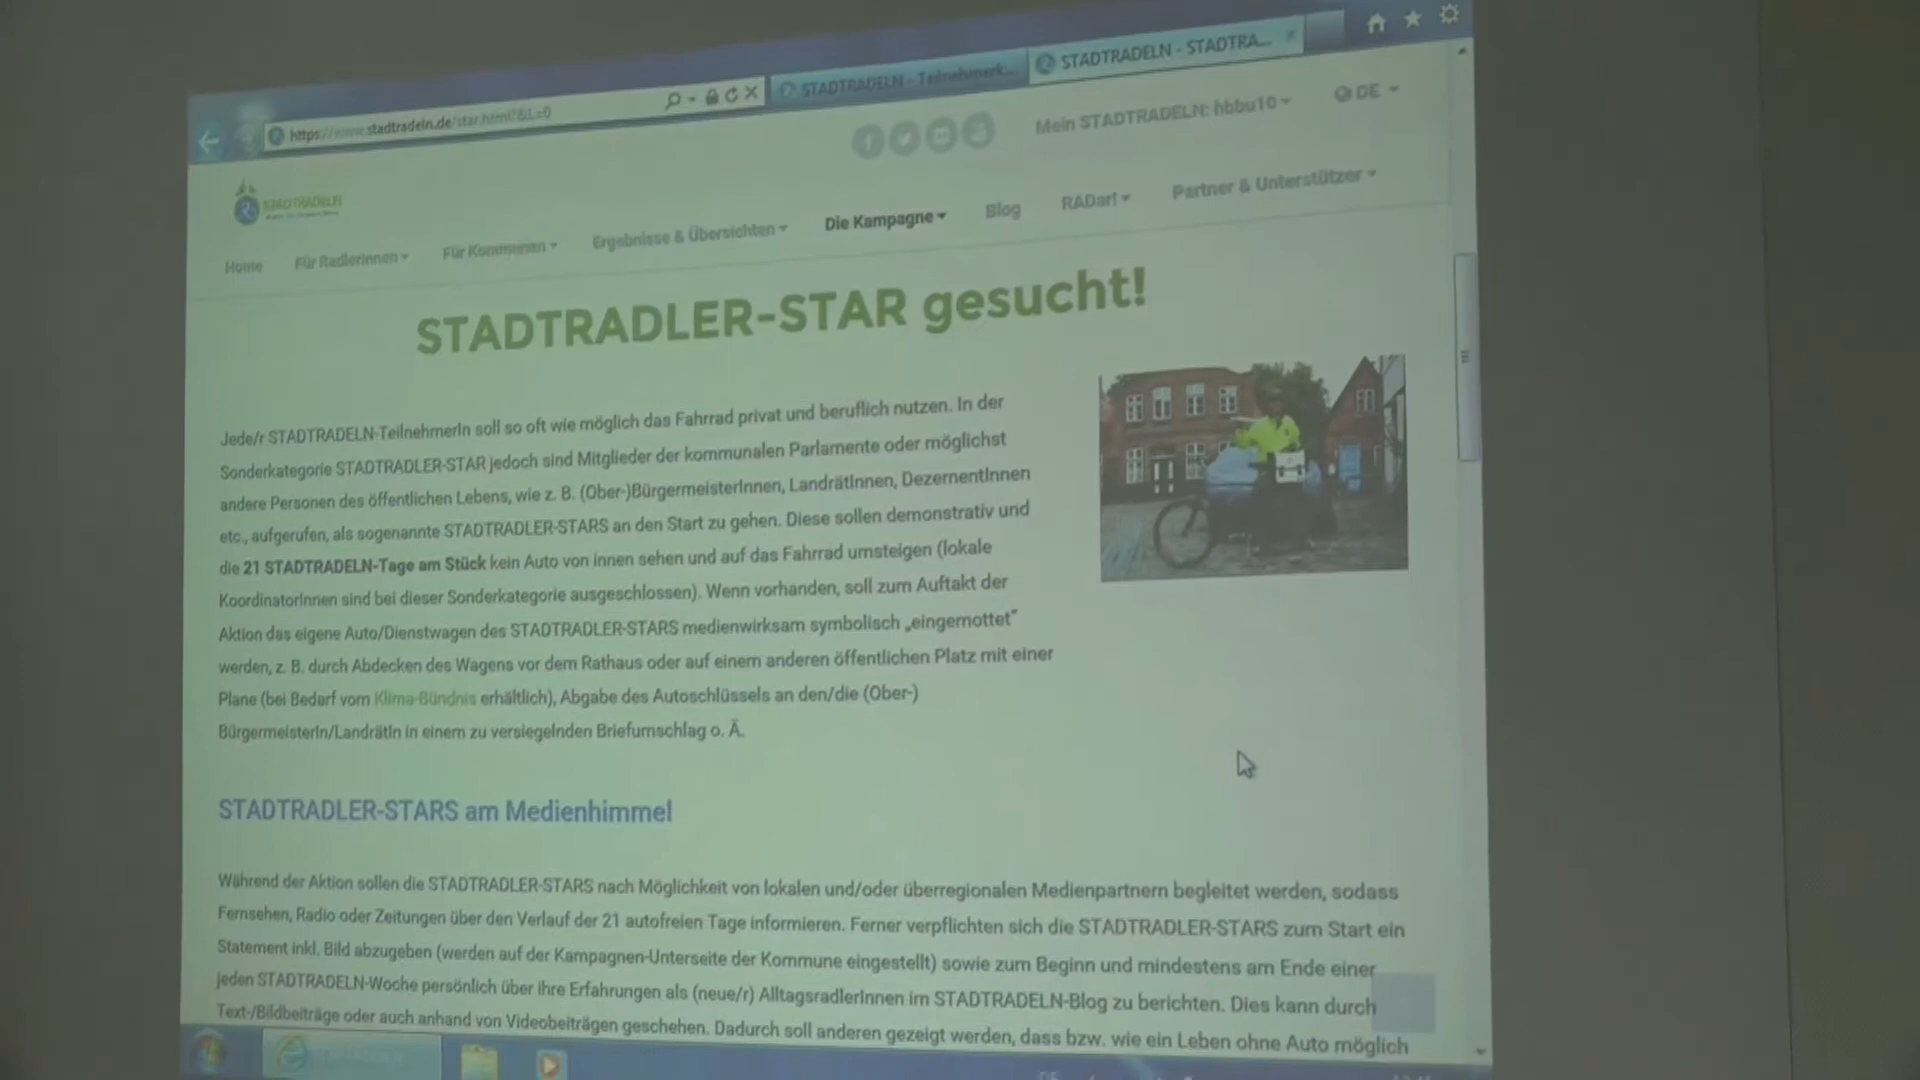 https://www.stadtradeln.de/star.html?&L=0
STADTRADELN - Teilnehmerk...
STADTRADELN - STADTRA...
Mein STADTRADELN: hbbu10
DE
STADTRADELN
Home
Für RadlerInnen
Für Kommunen
Ergebnisse & Übersichten
Die Kampagne
Blog
RADar!
Partner & Unterstützer
STADTRADLER-STAR gesucht!
Jede/r STADTRADELN-TeilnehmerIn soll so oft wie möglich das Fahrrad privat und beruflich nutzen. In der
Sonderkategorie STADTRADLER-STAR jedoch sind Mitglieder der kommunalen Parlamente oder möglichst
andere Personen des öffentlichen Lebens, wie z. B. (Ober-)BürgermeisterInnen, LandrätInnen, DezernentInnen
etc., aufgerufen, als sogenannte STADTRADLER-STARS an den Start zu gehen. Diese sollen demonstrativ und
die 21 STADTRADELN-Tage am Stück kein Auto von innen sehen und auf das Fahrrad umsteigen (lokale
KoordinatorInnen sind bei dieser Sonderkategorie ausgeschlossen). Wenn vorhanden, soll zum Auftakt der
Aktion das eigene Auto/Dienstwagen des STADTRADLER-STARS medienwirksam symbolisch „eingemottet“
werden, z. B. durch Abdecken des Wagens vor dem Rathaus oder auf einem anderen öffentlichen Platz mit einer
Plane (bei Bedarf vom Klima-Bündnis erhältlich), Abgabe des Autoschlüssels an den/die (Ober-)
BürgermeisterIn/LandrätIn in einem zu versiegelnden Briefumschlag o. Ä.
STADTRADLER-STARS am Medienhimmel
Während der Aktion sollen die STADTRADLER-STARS nach Möglichkeit von lokalen und/oder überregionalen Medienpartnern begleitet werden, sodass
Fernsehen, Radio oder Zeitungen über den Verlauf der 21 autofreien Tage informieren. Ferner verpflichten sich die STADTRADLER-STARS zum Start ein
Statement inkl. Bild abzugeben (werden auf der Kampagnen-Unterseite der Kommune eingestellt) sowie zum Beginn und mindestens am Ende einer
jeden STADTRADELN-Woche persönlich über ihre Erfahrungen als (neue/r) AlltagsradlerInnen im STADTRADELN-Blog zu berichten. Dies kann durch
Text-/Bildbeiträge oder auch anhand von Videobeiträgen geschehen. Dadurch soll anderen gezeigt werden, dass bzw. wie ein Leben ohne Auto möglich